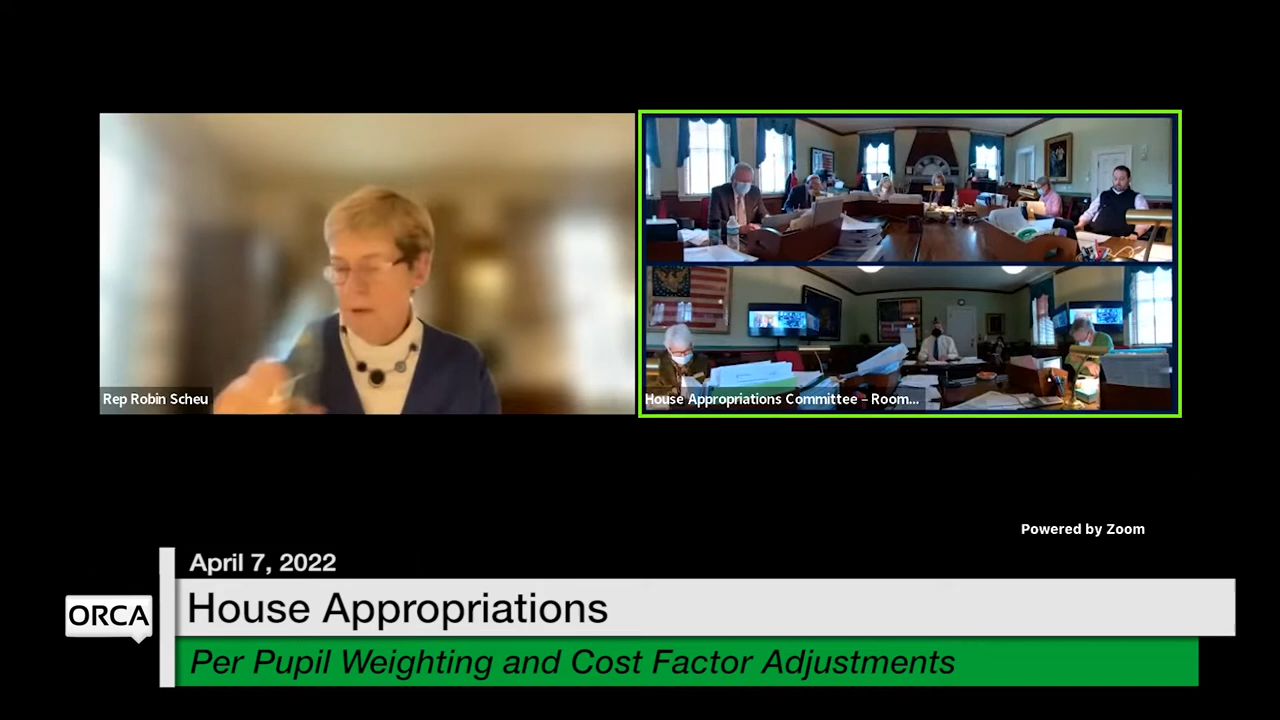 Rep Robin Scheu
House Appropriations Committee – Room...
Powered by Zoom
April 7, 2022
ORCA
House Appropriations
Per Pupil Weighting and Cost Factor Adjustments